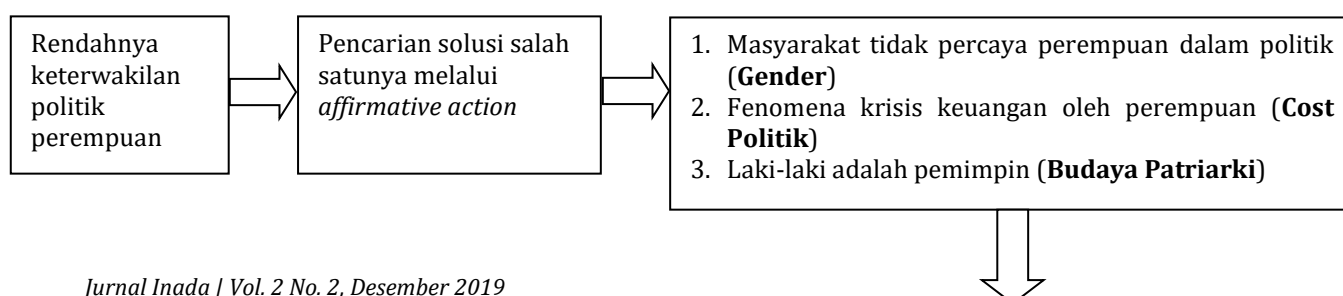 Rendahnya
keterwakilan
politik
perempuan
Pencarian solusi salah
satunya melalui
affirmative action
1. Masyarakat tidak percaya perempuan dalam politik
(Gender)
2. Fenomena krisis keuangan oleh perempuan (Cost
Politik)
3. Laki-laki adalah pemimpin (Budaya Patriarki)
Jurnal Inada | Vol. 2 No. 2, Desember 2019